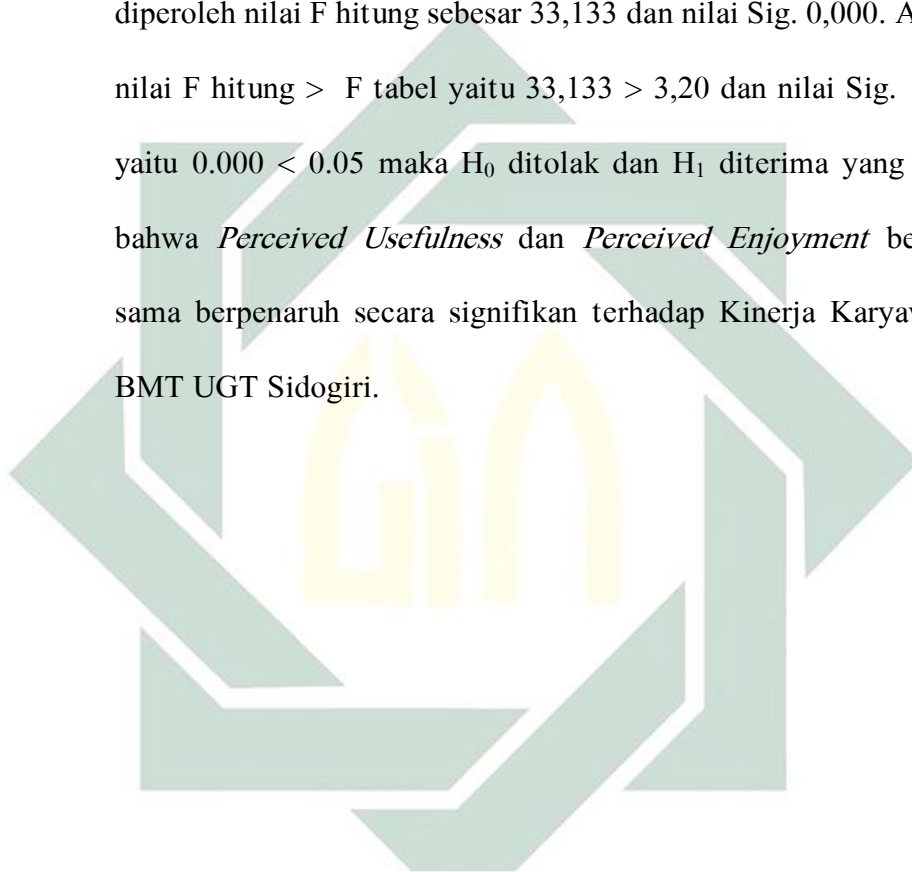 diperoleh nilai F hitung sebesar 33,133 dan nilai Sig. 0,000.
nilai F hitung > F tabel yaitu 33,133 > 3,20 dan nilai Sig.
yaitu 0.000 < 0.05 maka H₀ ditolak dan H₁ diterima yang
bahwa Perceived Usefulness dan Perceived Enjoyment
sama berpenaruh secara signifikan terhadap Kinerja
BMT UGT Sidogiri.